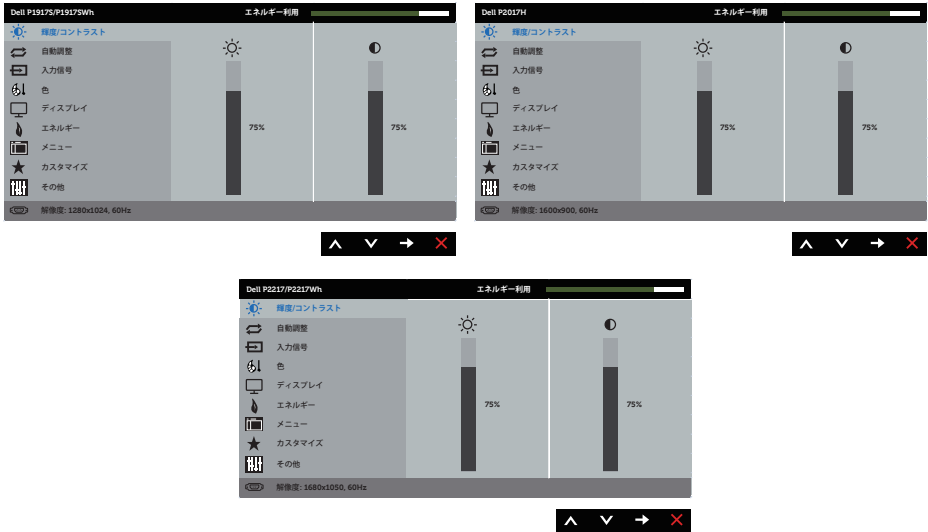 Dell P1917S/P1917SWh エネルギー利用
輝度/コントラスト
自動調整
入力信号
色
ディスプレイ
エネルギー
メニュー
カスタマイズ
その他
75% 75%
解像度: 1280x1024, 60Hz
Dell P2017H エネルギー利用
輝度/コントラスト
自動調整
入力信号
色
ディスプレイ
エネルギー
メニュー
カスタマイズ
その他
75% 75%
解像度: 1600x900, 60Hz
Dell P2217/P2217Wh エネルギー利用
輝度/コントラスト
自動調整
入力信号
色
ディスプレイ
エネルギー
メニュー
カスタマイズ
その他
75% 75%
解像度: 1680x1050, 60Hz